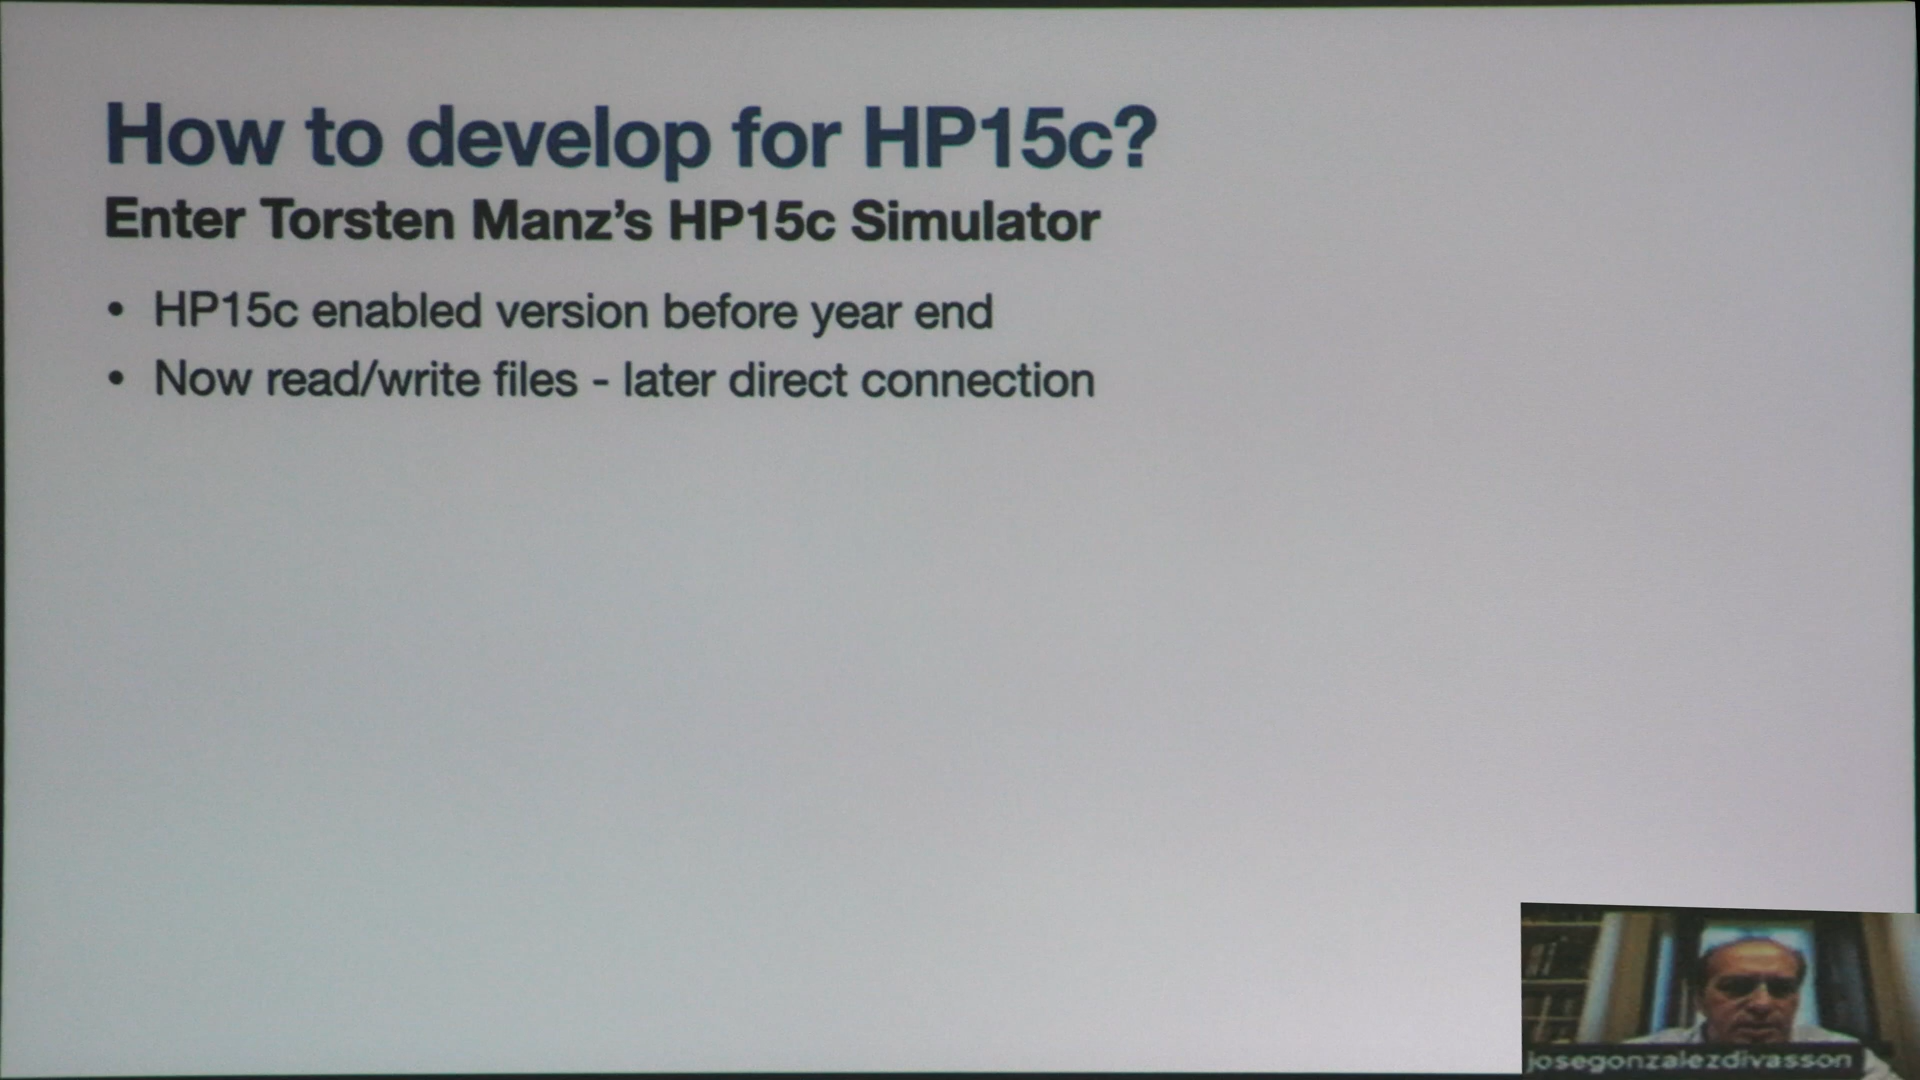 How to develop for HP15c?
Enter Torsten Manz’s HP15c Simulator
• HP15c enabled version before year end
• Now read/write files - later direct connection
josegonzalezdivasson